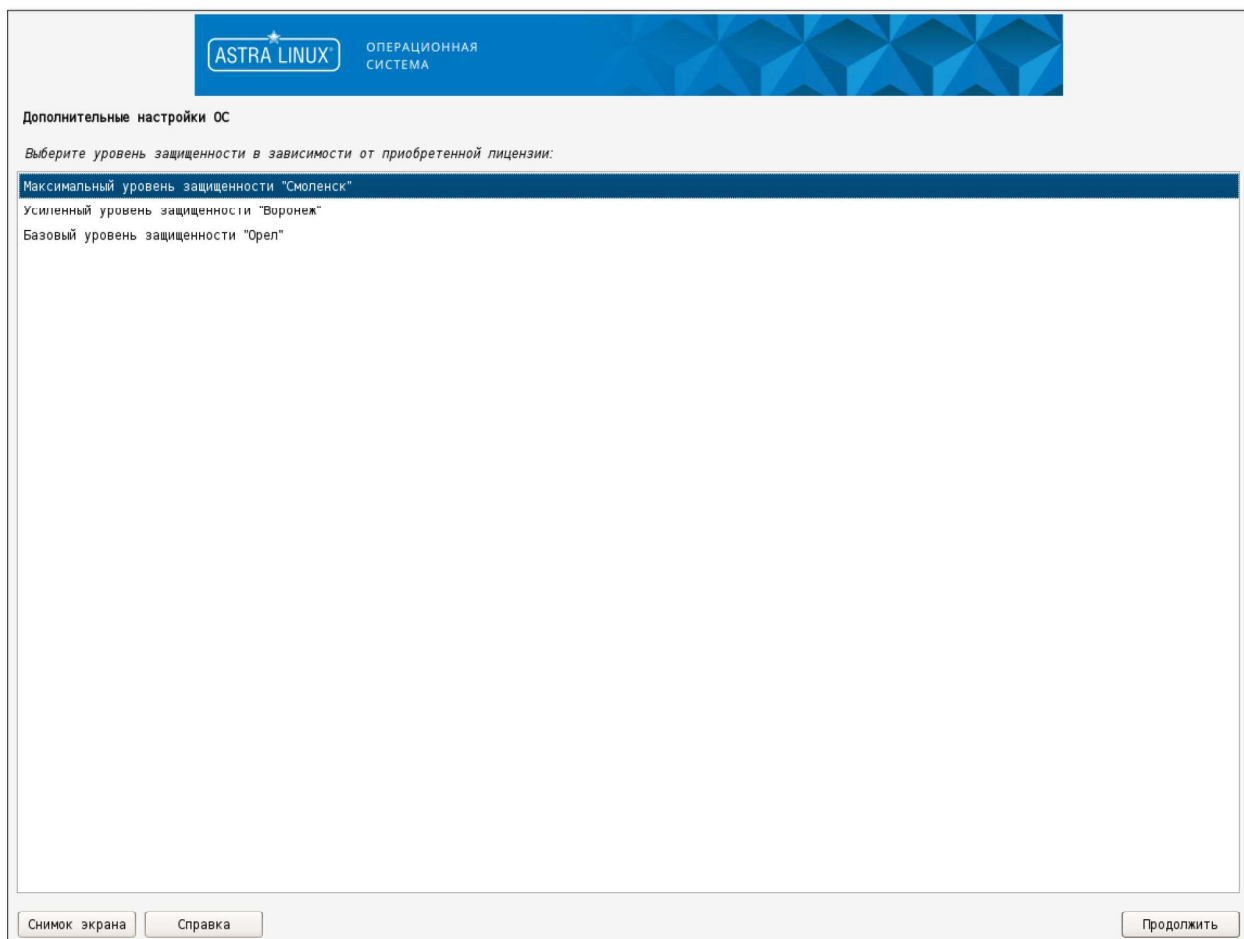 ASTRA LINUX®
ОПЕРАЦИОННАЯ
СИСТЕМА
Дополнительные настройки ОС
Выберите уровень защищенности в зависимости от приобретенной лицензии:
Максимальный уровень защищенности "Смоленск"
Усиленный уровень защищенности "Воронеж"
Базовый уровень защищенности "Орел"
Снимок экрана
Справка
Продолжить